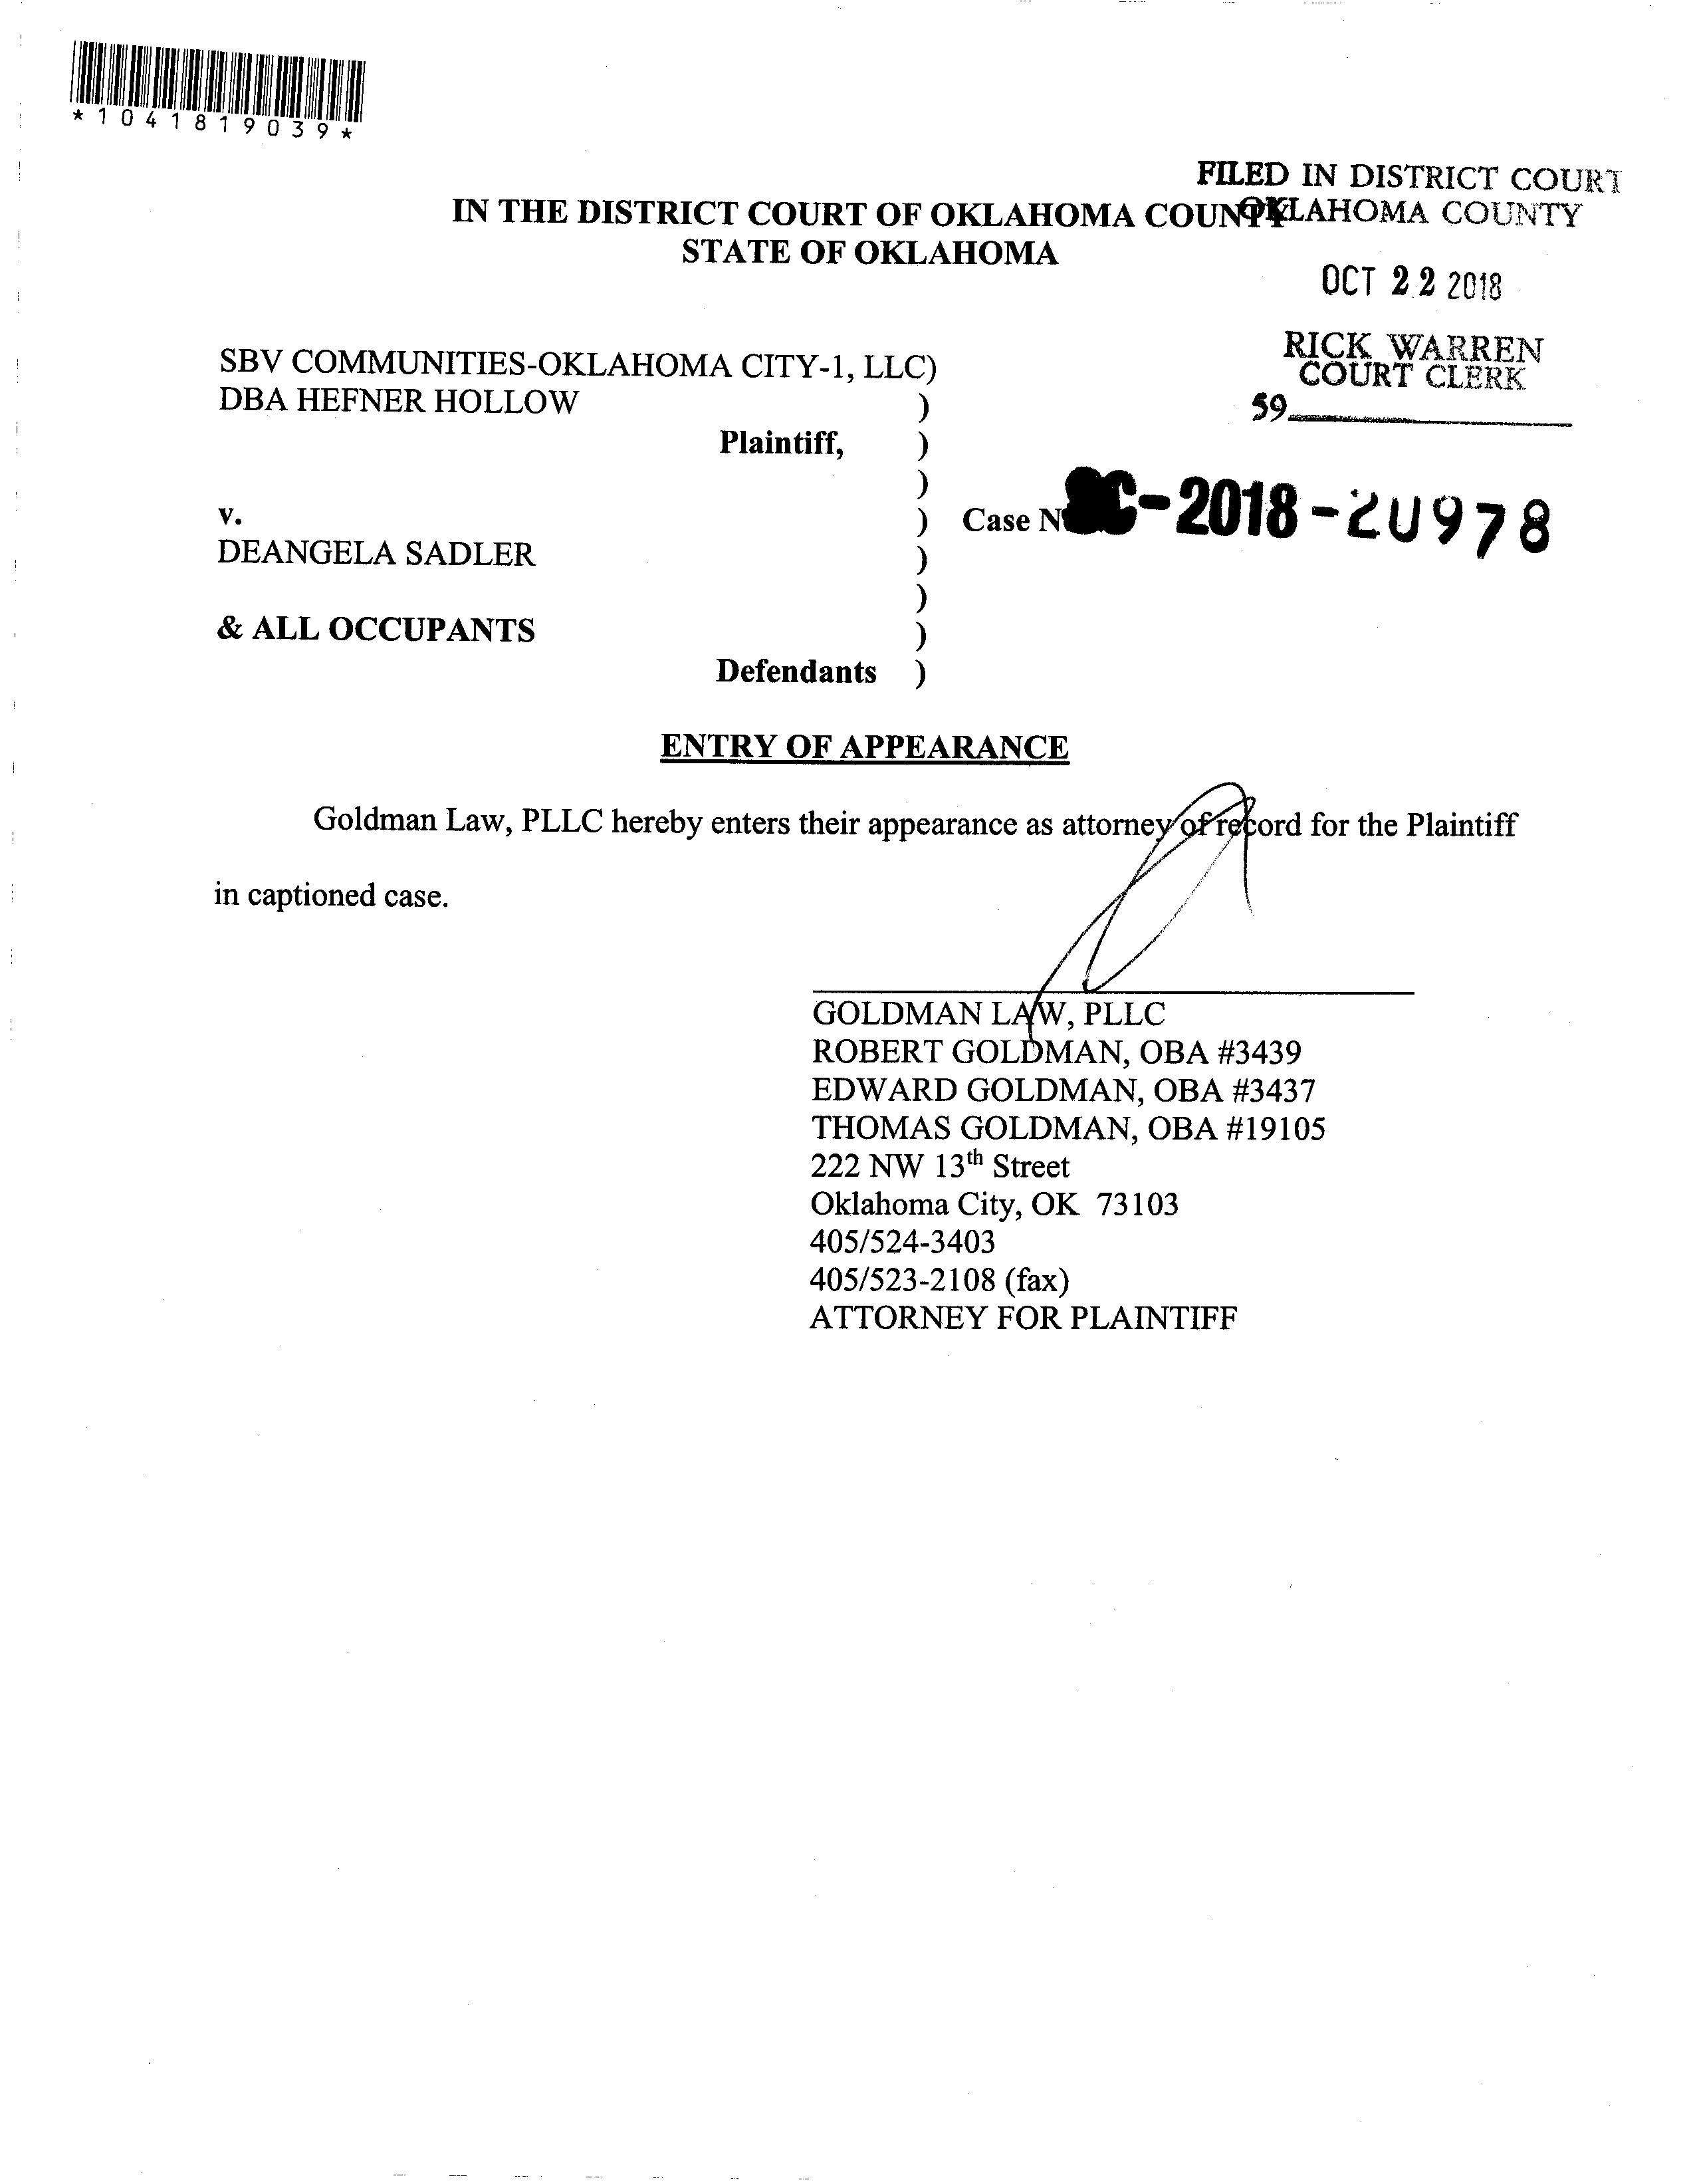 *1041819039*
FILED IN DISTRICT COURT
OKLAHOMA COUNTY
IN THE DISTRICT COURT OF OKLAHOMA COUNTY
STATE OF OKLAHOMA
OCT 22 2018
RICK WARREN
COURT CLERK
59
SBV COMMUNITIES-OKLAHOMA CITY-1, LLC)
DBA HEFNER HOLLOW )
Plaintiff, )
)
v. ) Case N SC-2018-20978
DEANGELA SADLER )
)
& ALL OCCUPANTS )
Defendants )
ENTRY OF APPEARANCE
Goldman Law, PLLC hereby enters their appearance as attorney of record for the Plaintiff
in captioned case.
GOLDMAN LAW, PLLC
ROBERT GOLDMAN, OBA #3439
EDWARD GOLDMAN, OBA #3437
THOMAS GOLDMAN, OBA #19105
222 NW 13th Street
Oklahoma City, OK 73103
405/524-3403
405/523-2108 (fax)
ATTORNEY FOR PLAINTIFF